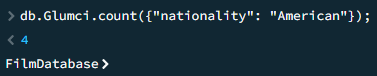 > db.Glumci.count({"nationality": "American"});
< 4
FilmDatabase>